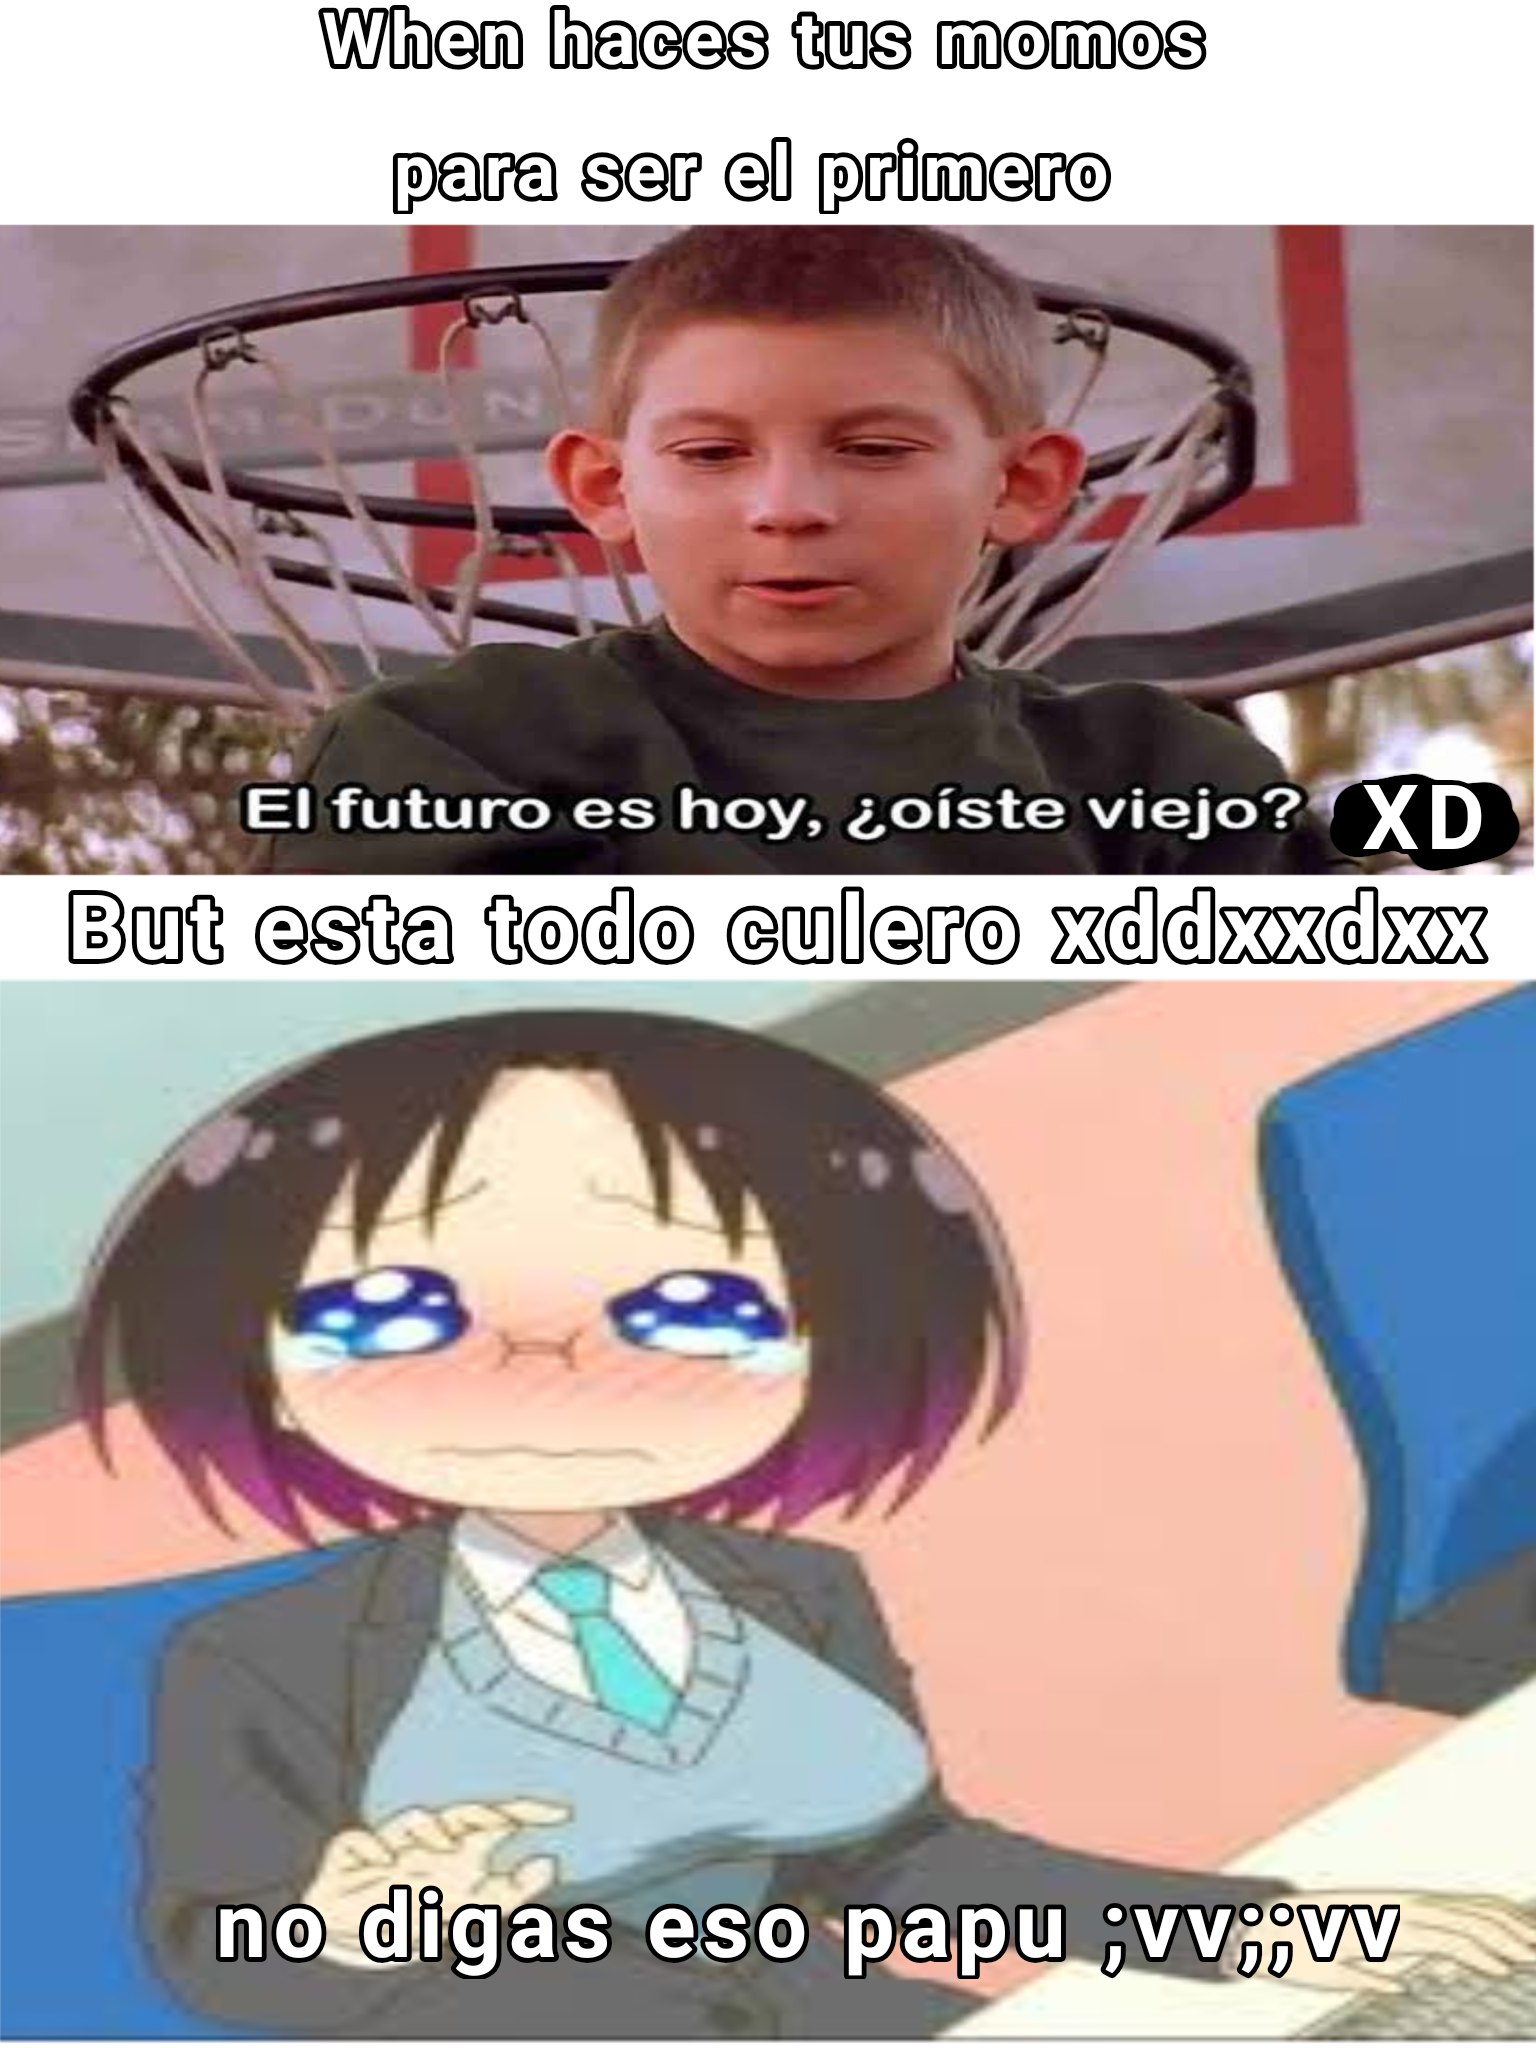 When haces tus momos
para ser el primero
El futuro es hoy, ¿oíste viejo? XD
But esta todo culero xddxxdxx
no digas eso papu ;vv;;vv